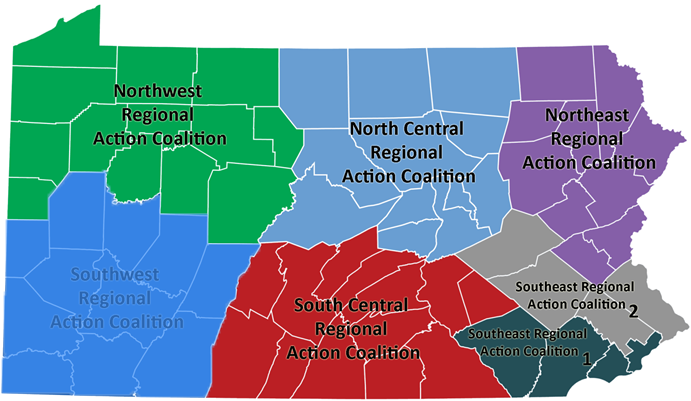 Northwest
Regional
Action Coalition
North Central
Regional
Action Coalition
Northeast
Regional
Action Coalition
Southwest
Regional
Action Coalition
South Central
Regional
Action Coalition
Southeast Regional
Action Coalition 2
Southeast Regional
Action Coalition 1